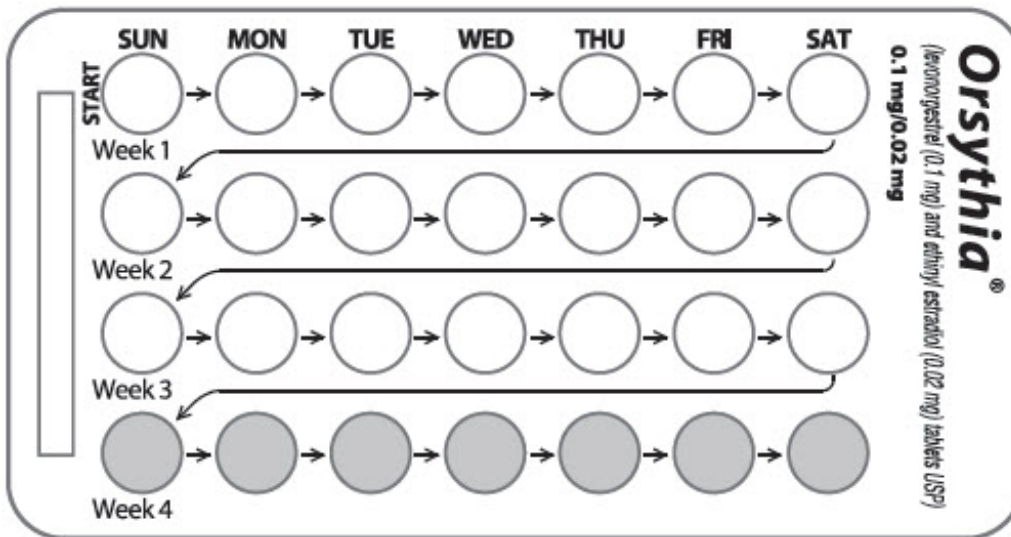 SUN MON TUE WED THU FRI SAT
START
Week 1
Week 2
Week 3
Week 4
Orsythia®
(levonorgestrel (0.1 mg) and ethinyl estradiol (0.02 mg) tablets USP)
0.1 mg/0.02 mg